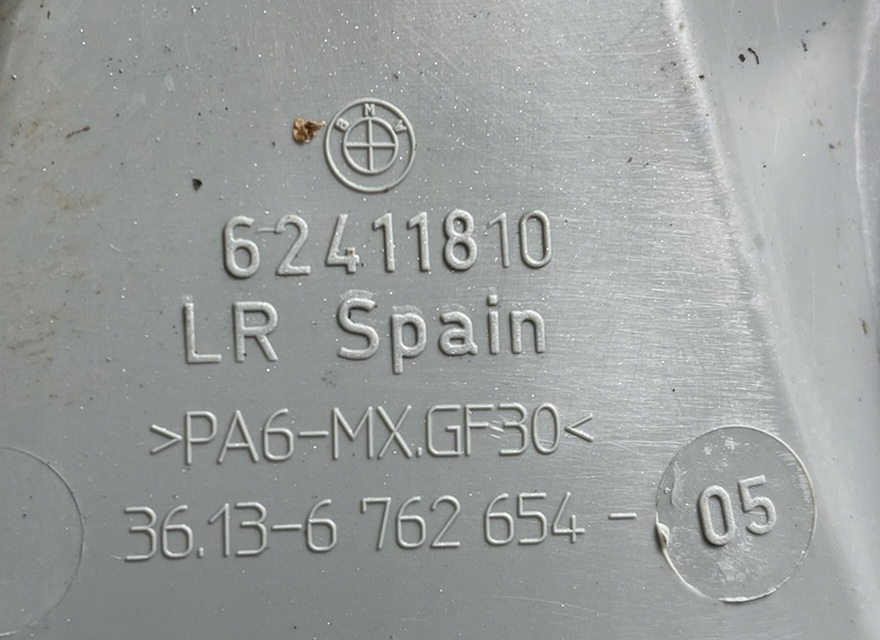 BMW
62411810
LR Spain
>PA6-MX.GF30<
36.13-6 762 654 - 05